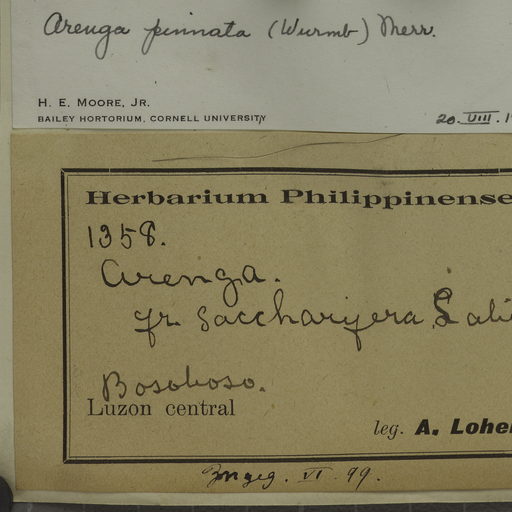 Arenga pinnata (Wurmb) Merr.
H. E. MOORE, JR.
BAILEY HORTORIUM, CORNELL UNIVERSITY
20. VIII.
Herbarium Philippinense
1358.
Arenga.
saccharifera Labi
Bosoboso.
Luzon central
leg. A. Loher
VI. 99.